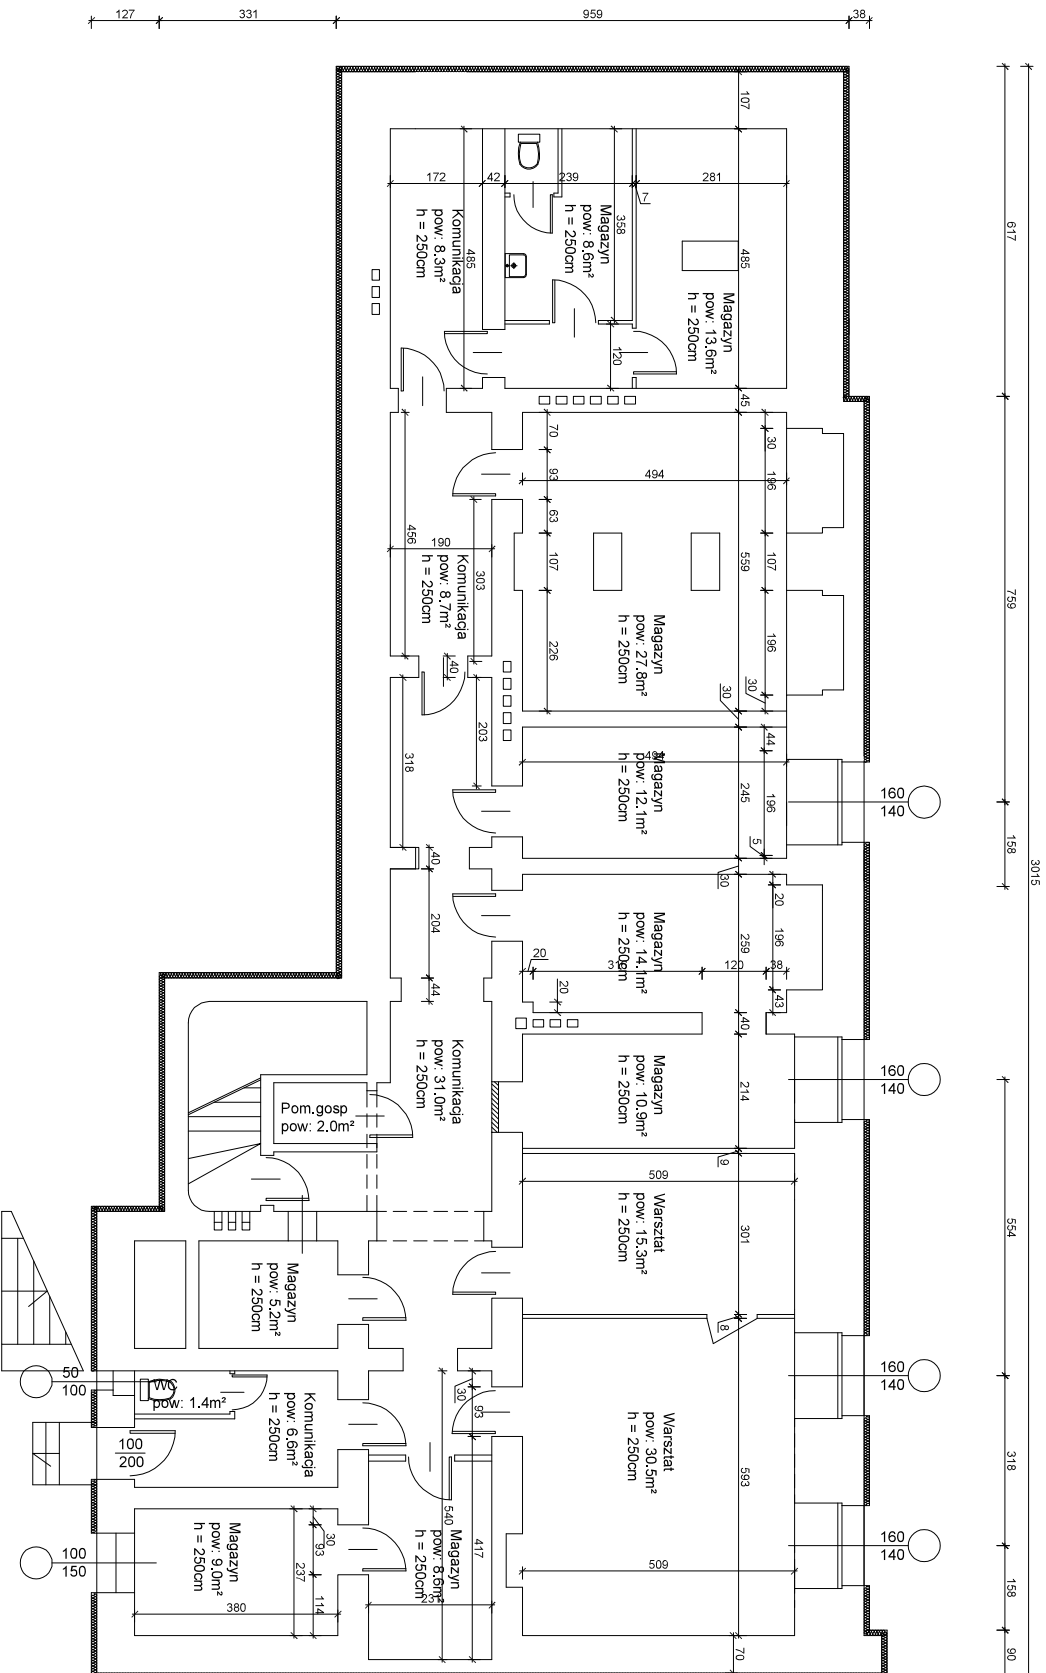 127
331
959
38
107
172
42
239
281
7
358
485
485
617
3015
Komunikacja
pow: 8.3m²
h = 250cm
Magazyn
pow: 8.6m²
h = 250cm
Magazyn
pow: 13.6m²
h = 250cm
120
45
70
93
63
107
226
494
30
196
107
196
559
30
30
759
456
190
303
Komunikacja
pow: 8.7m²
h = 250cm
40
Magazyn
pow: 27.8m²
h = 250cm
318
203
494
Magazyn
pow: 12.1m²
h = 250cm
245
44
196
5
30
160
140
158
40
204
44
Magazyn
pow: 14.1m²
h = 250cm
259
20
196
43
20
120
38
20
40
Komunikacja
pow: 31.0m²
h = 250cm
Magazyn
pow: 10.9m²
h = 250cm
214
160
140
Pom.gosp
pow: 2.0m²
9
509
Warsztat
pow: 15.3m²
h = 250cm
301
554
Magazyn
pow: 5.2m²
h = 250cm
8
50
100
WC
pow: 1.4m²
Komunikacja
pow: 6.6m²
h = 250cm
100
200
30
93
540
417
Warsztat
pow: 30.5m²
h = 250cm
593
160
140
318
Magazyn
pow: 9.0m²
h = 250cm
30
93
237
114
380
100
150
Magazyn
pow: 8.6m²
h = 250cm
231
509
160
140
158
70
90